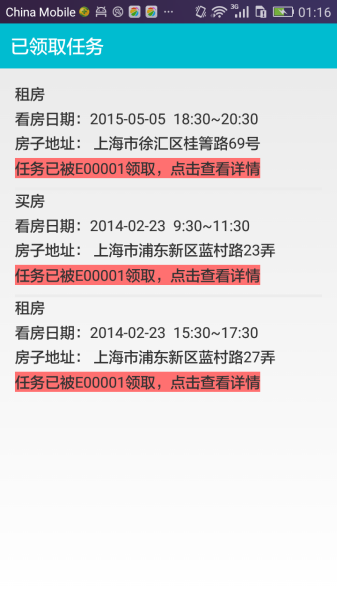 China Mobile ··· 3G 01:16
已领取任务
租房
看房日期：2015-05-05 18:30~20:30
房子地址： 上海市徐汇区桂箐路69号
任务已被E00001领取，点击查看详情
买房
看房日期：2014-02-23 9:30~11:30
房子地址： 上海市浦东新区蓝村路23弄
任务已被E00001领取，点击查看详情
租房
看房日期：2014-02-23 15:30~17:30
房子地址： 上海市浦东新区蓝村路27弄
任务已被E00001领取，点击查看详情